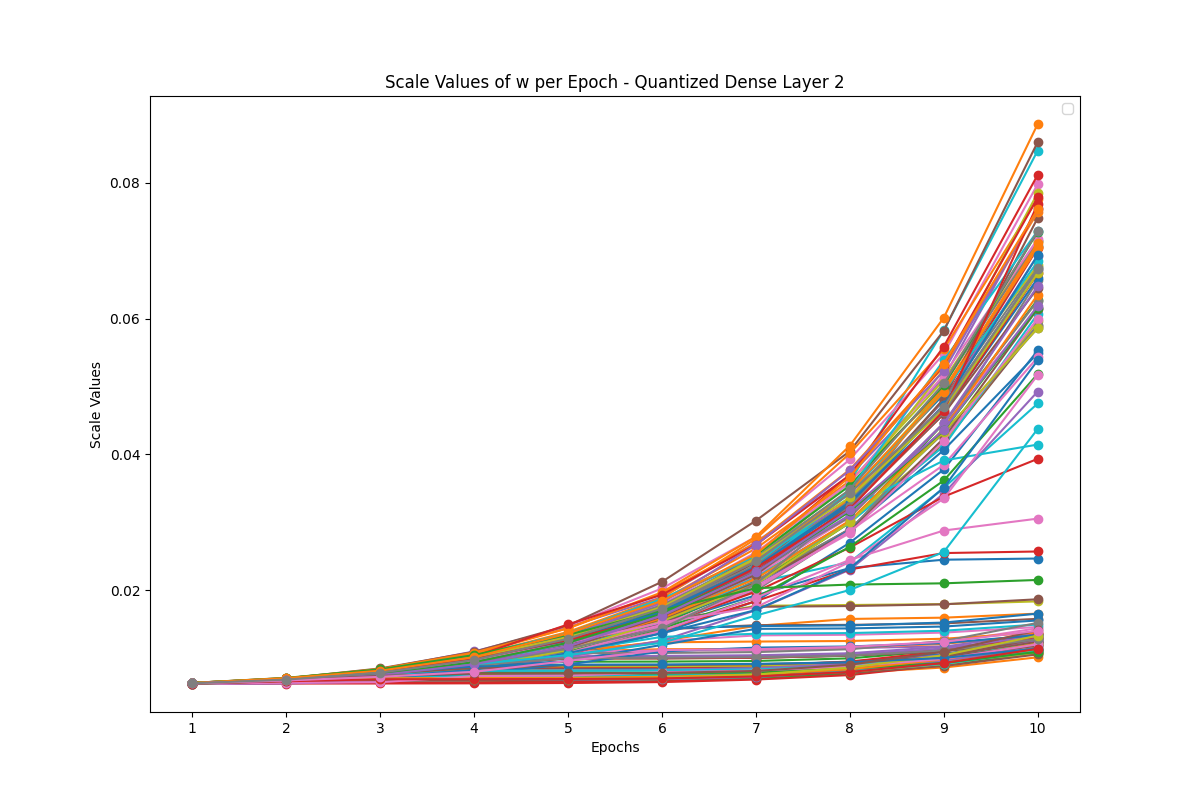 Scale Values of w per Epoch - Quantized Dense Layer 2
0.08
0.06
0.04
0.02
Scale Values
1 2 3 4 5 6 7 8 9 10
Epochs